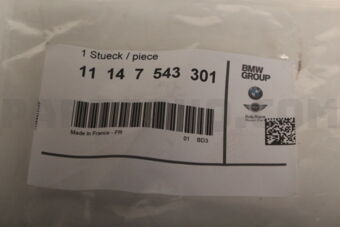 1 Stueck / piece
11 14 7 543 301
BMW
GROUP
Made in France - FR
01 BD3